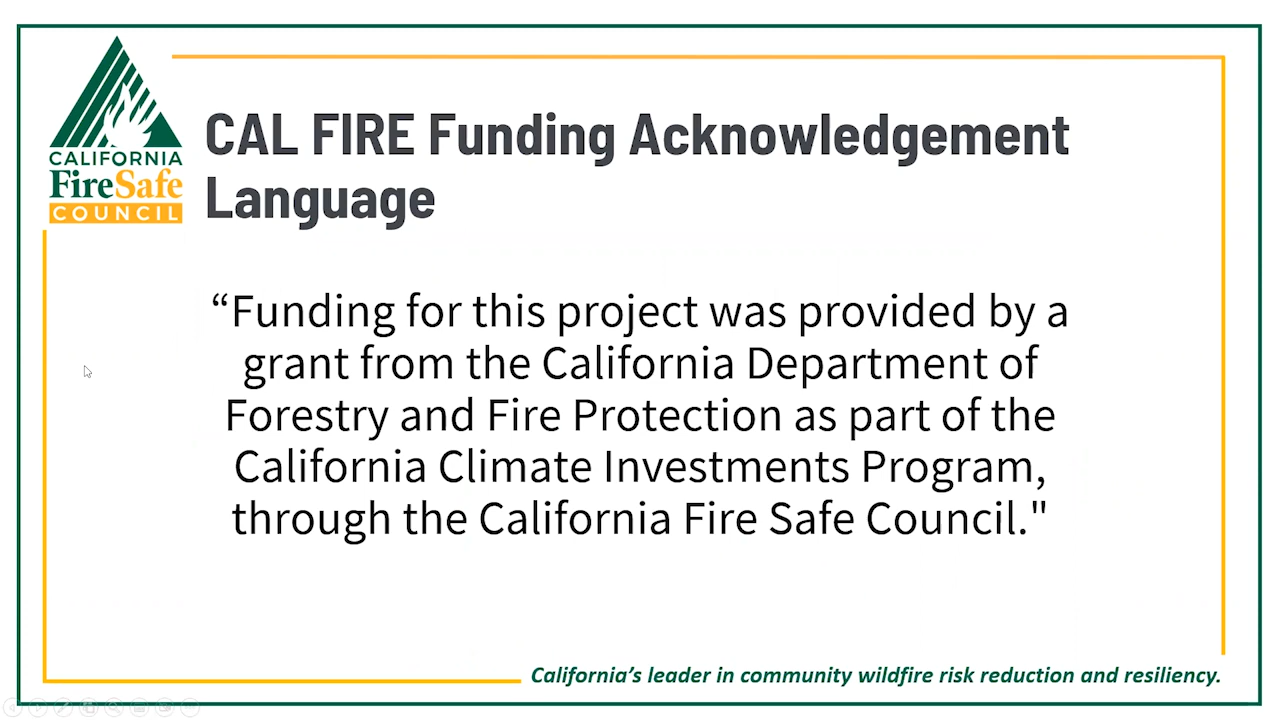 CALIFORNIA
FireSafe
COUNCIL
CAL FIRE Funding Acknowledgement
Language
“Funding for this project was provided by a
grant from the California Department of
Forestry and Fire Protection as part of the
California Climate Investments Program,
through the California Fire Safe Council."
California’s leader in community wildfire risk reduction and resiliency.